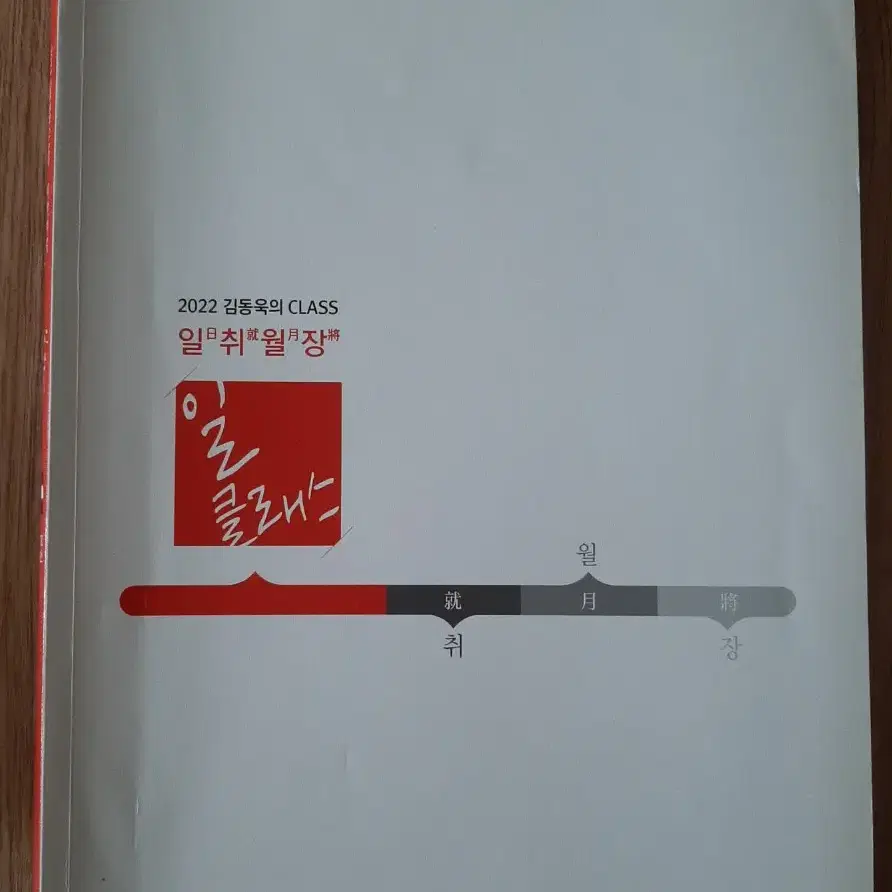 2022 김동욱의 CLASS
일日취就월月장將
일
클래스
월
就 月 將
취 장